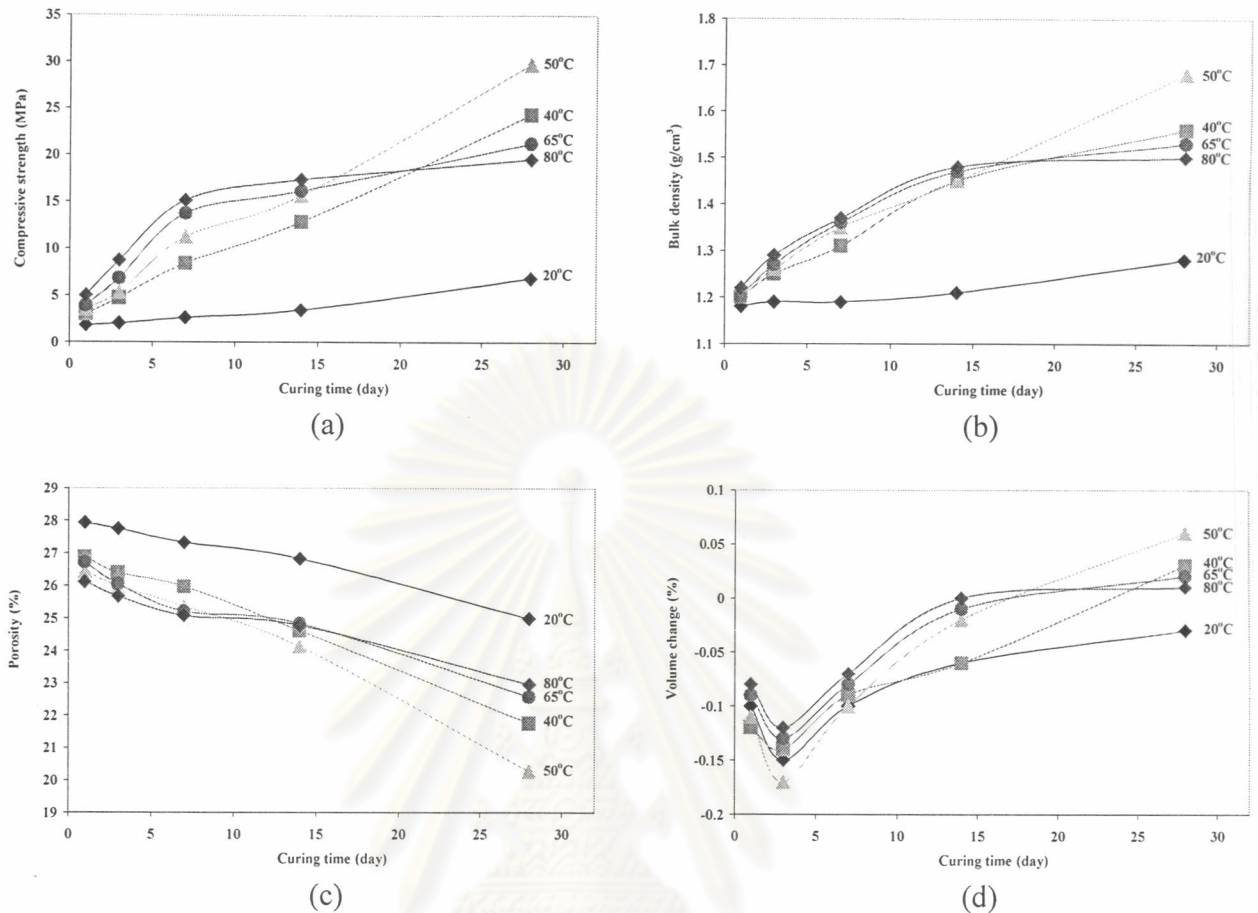 Compressive strength (MPa)
35
30
25
20
15
10
5
0
50°C
40°C
65°C
80°C
20°C
0 5 10 15 20 25 30
Curing time (day)
(a)
Bulk density (g/cm³)
1.8
1.7
1.6
1.5
1.4
1.3
1.2
1.1
50°C
40°C
65°C
80°C
20°C
0 5 10 15 20 25 30
Curing time (day)
(b)
Porosity (%)
29
28
27
26
25
24
23
22
21
20
19
20°C
80°C
65°C
40°C
50°C
0 5 10 15 20 25 30
Curing time (day)
(c)
Volume change (%)
0.1
0.05
0
-0.05
-0.1
-0.15
-0.2
50°C
40°C
65°C
80°C
20°C
0 5 10 15 20 25 30
Curing time (day)
(d)